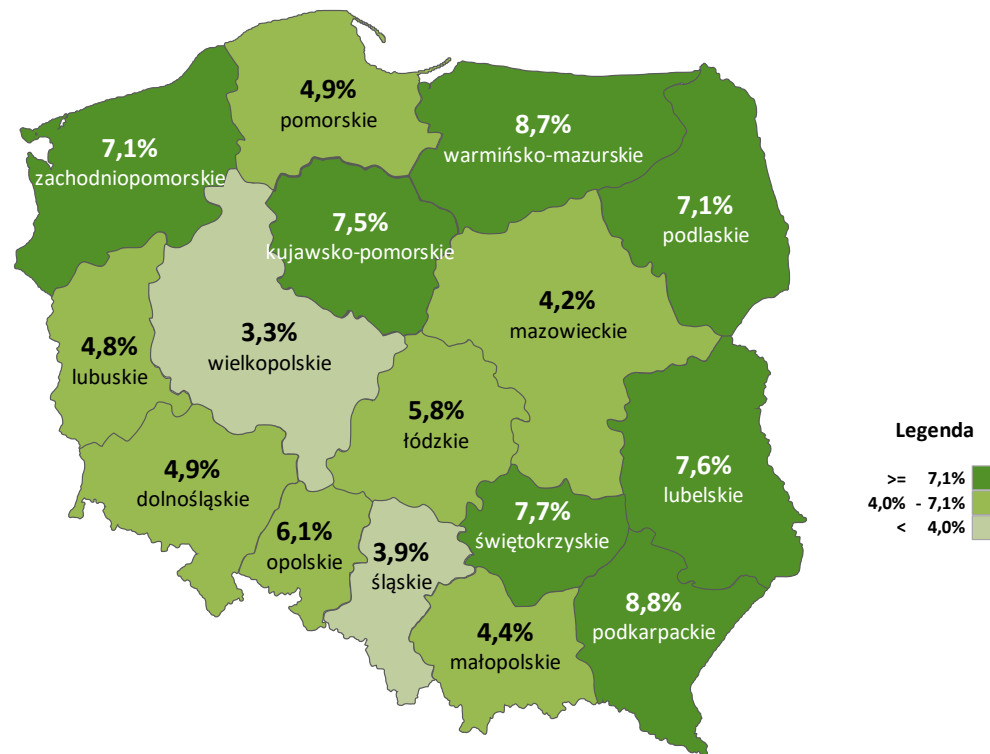 4,9%
pomorskie
8,7%
warmińsko-mazurskie
7,1%
zachodniopomorskie
7,1%
podlaskie
7,5%
kujawsko-pomorskie
4,2%
mazowieckie
3,3%
wielkopolskie
4,8%
lubuskie
5,8%
łódzkie
7,6%
lubelskie
4,9%
dolnośląskie
7,7%
świętokrzyskie
6,1%
opolskie
3,9%
śląskie
8,8%
podkarpackie
4,4%
małopolskie
Legenda
>= 7,1%
4,0% - 7,1%
< 4,0%